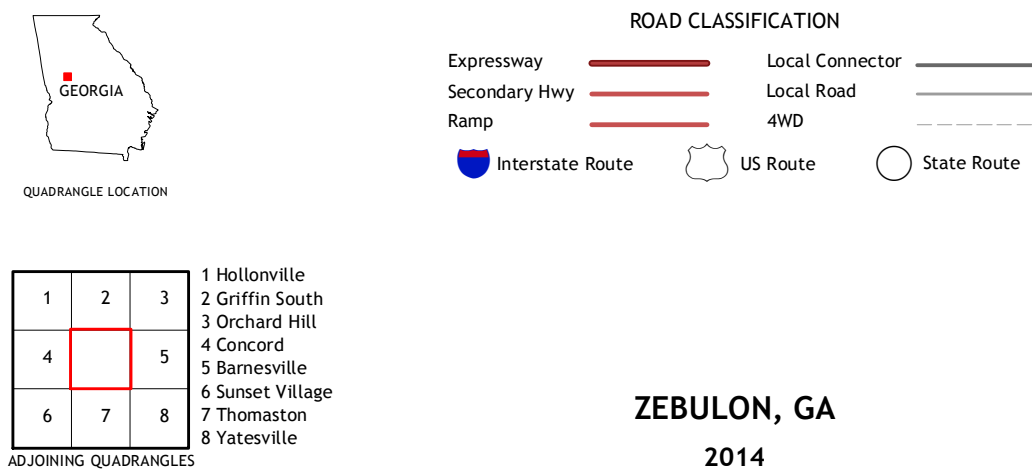 GEORGIA
QUADRANGLE LOCATION
ROAD CLASSIFICATION
Expressway
Local Connector
Secondary Hwy
Local Road
Ramp
4WD
Interstate Route
US Route
State Route
1 2 3
4 5
6 7 8
ADJOINING QUADRANGLES
1 Hollonville
2 Griffin South
3 Orchard Hill
4 Concord
5 Barnesville
6 Sunset Village
7 Thomaston
8 Yatesville
ZEBULON, GA
2014